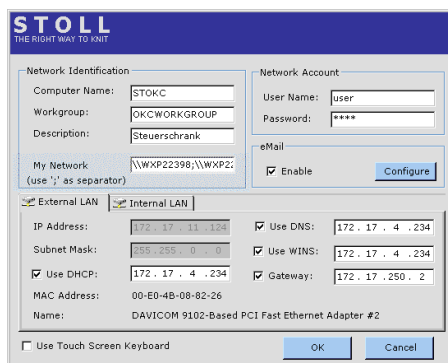 STOLL
THE RIGHT WAY TO KNIT
Network Identification
Computer Name: STOKC
Workgroup: OKCWORKGROUP
Description: Steuerschrank
My Network \\WXP22398;\\WXP22
(use ';' as separator)
Network Account
User Name: user
Password: ****
eMail
Enable Configure
External LAN Internal LAN
IP Address: 172. 17 . 11 .124 Use DNS: 172. 17 . 4 .234
Subnet Mask: 255.255. 0 . 0 Use WINS: 172. 17 . 4 .234
Use DHCP: 172. 17 . 4 .234 Gateway: 172. 17 .250. 2
MAC Address: 00-E0-4B-08-82-26
Name: DAVICOM 9102-Based PCI Fast Ethernet Adapter #2
Use Touch Screen Keyboard OK Cancel